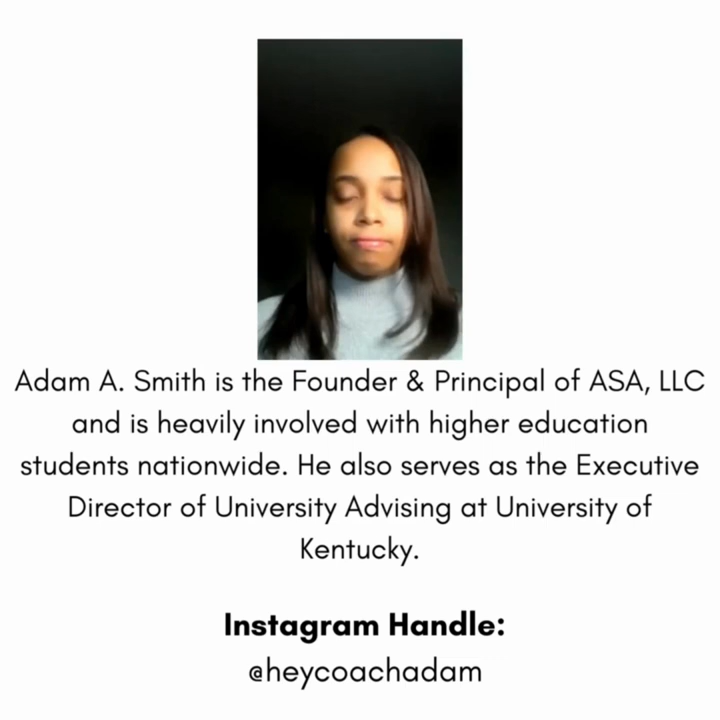 Adam A. Smith is the Founder & Principal of ASA, LLC
and is heavily involved with higher education
students nationwide. He also serves as the Executive
Director of University Advising at University of
Kentucky.
Instagram Handle:
@heycoachadam